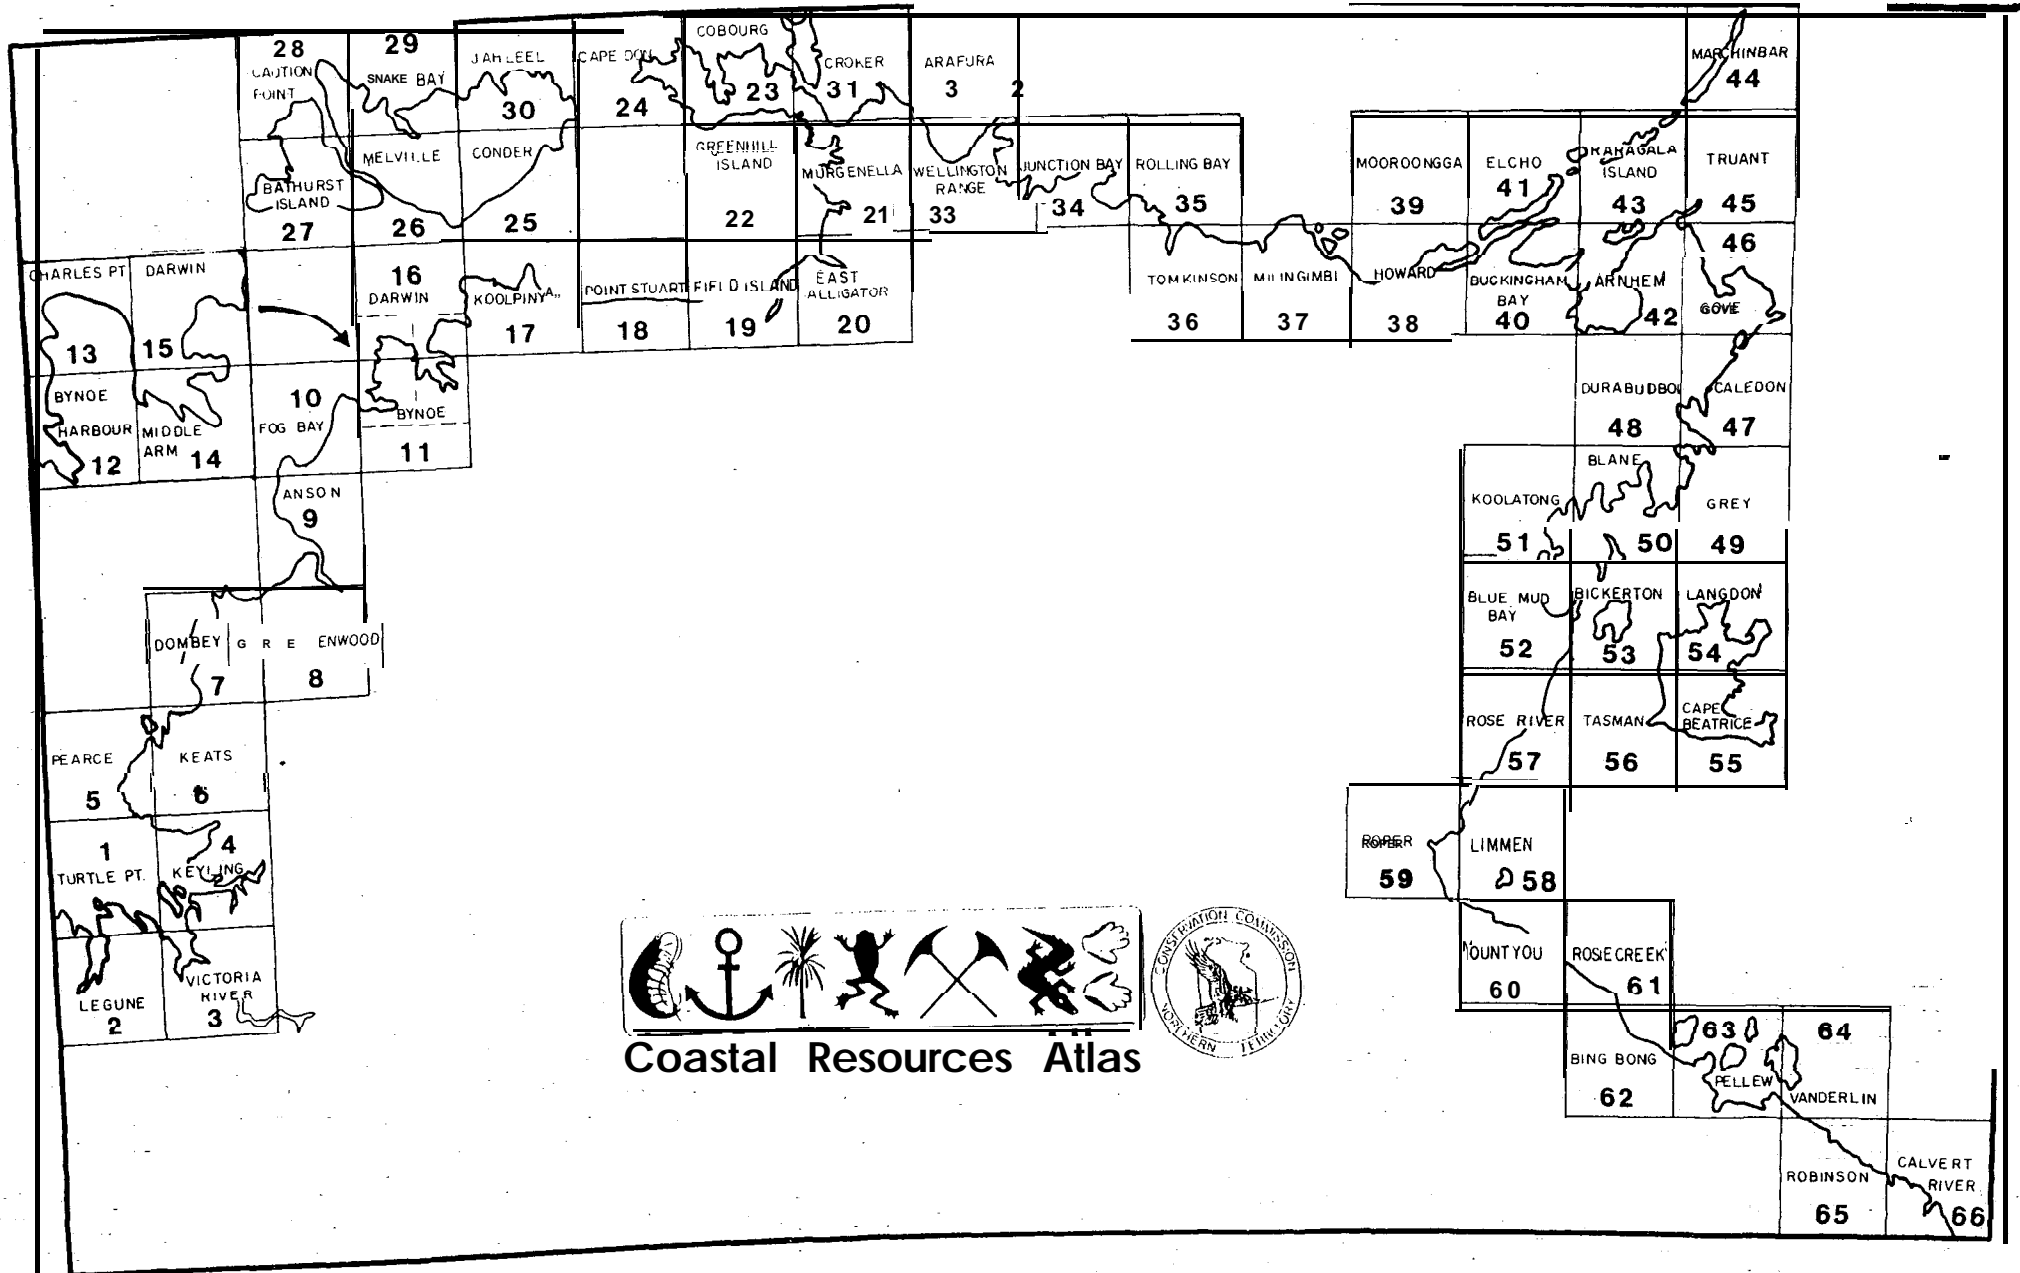 28
CAUTION
POINT
29
SNAKE BAY
JAHLEEL
30
CAPE DON
24
COBOURG
23
CROKER
31
ARAFURA
3 2
MARCHINBAR
44
BATHURST
ISLAND
27
MELVILLE
26
CONDER
25
GREENHILL
ISLAND
22
MURGENELLA
21
WELLINGTON
RANGE
33
JUNCTION BAY
34
ROLLING BAY
35
MOOROONGGA
39
ELCHO
41
ISLAND
43
TRUANT
45
CHARLES PT
13
DARWIN
15
16
DARWIN
KOOLPINYA
17
POINT STUART
18
FIELD ISLAND
19
EAST
ALLIGATOR
20
TOMKINSON
36
MILINGIMBI
37
HOWARD
38
BUCKINGHAM
BAY
40
ARNHEM
42
46
GOVE
BYNOE
HARBOUR
12
MIDDLE
ARM 14
10
FOG BAY
BYNOE
11
DURABUDBOI
48
CALEDON
47
ANSON
9
KOOLATONG
51
BLANE
50
GREY
49
DOMBEY
7
GREENWOOD
8
BLUE MUD
BAY
52
BICKERTON
53
LANGDON
54
PEARCE
5
KEATS
6
ROSE RIVER
57
TASMAN
56
CAPE
BEATRICE
55
1
TURTLE PT.
4
KEYLING
ROPER
59
LIMMEN
58
LEGUNE
2
VICTORIA
RIVER
3
CONSERVATION COMMISSION
NORTHERN TERRITORY
Coastal Resources Atlas
MOUNT YOU
60
ROSIE CREEK
61
BING BONG
62
63
PELLEW
64
VANDERLIN
ROBINSON
65
CALVERT
RIVER
66